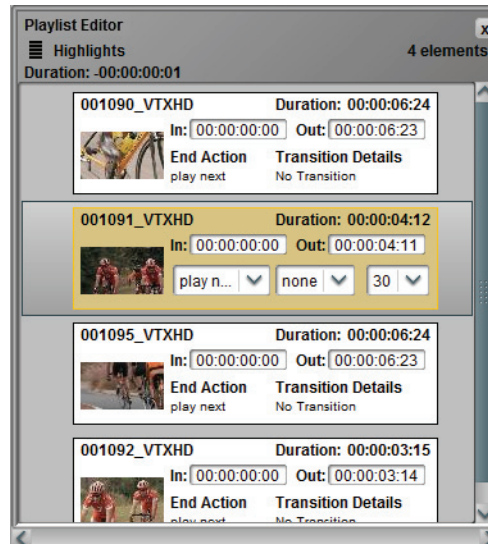 Playlist Editor
x
Highlights
4 elements
Duration: -00:00:00:01
001090_VTXHD Duration: 00:00:06:24
In: 00:00:00:00 Out: 00:00:06:23
End Action Transition Details
play next No Transition
001091_VTXHD Duration: 00:00:04:12
In: 00:00:00:00 Out: 00:00:04:11
play n... none 30
001095_VTXHD Duration: 00:00:06:24
In: 00:00:00:00 Out: 00:00:06:23
End Action Transition Details
play next No Transition
001092_VTXHD Duration: 00:00:03:15
In: 00:00:00:00 Out: 00:00:03:14
End Action Transition Details
play next No Transition